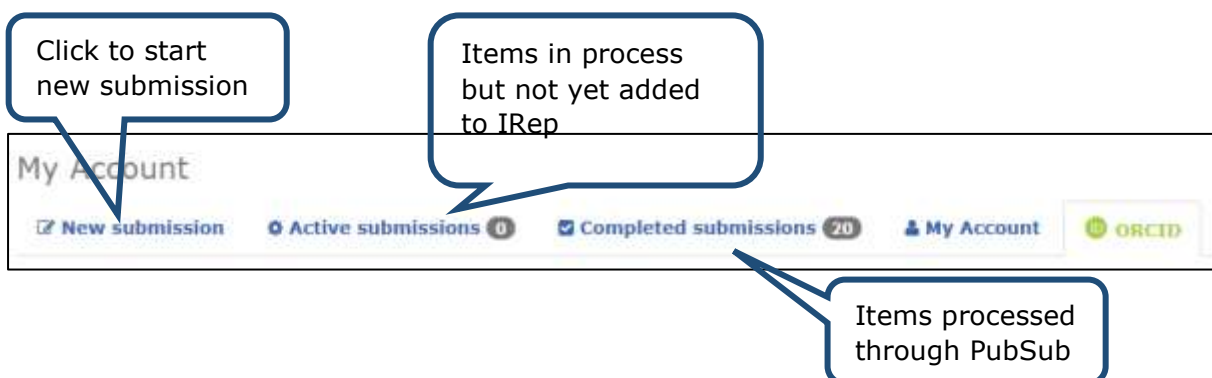 Click to start
new submission
Items in process
but not yet added
to IRep
My Account
New submission
Active submissions 0
Completed submissions 20
My Account
iD ORCID
Items processed
through PubSub